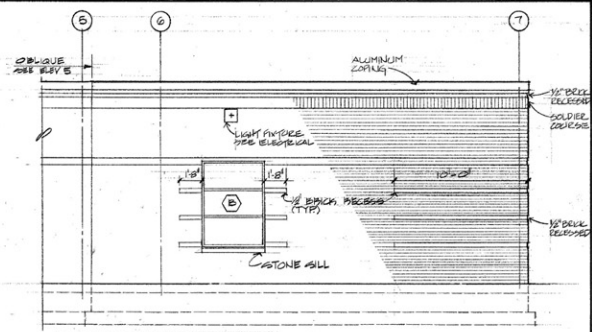 5
6
7
OBLIQUE
SEE ELEV 5
ALUMINUM
COPING
½" BRICK
RECESSED
SOLDIER
COURSE
LIGHT FIXTURE
SEE ELECTRICAL
1'-8"
1'-8"
10'-0"
B
½ BRICK RECESS
(TYP)
½" BRICK
RECESSED
STONE SILL